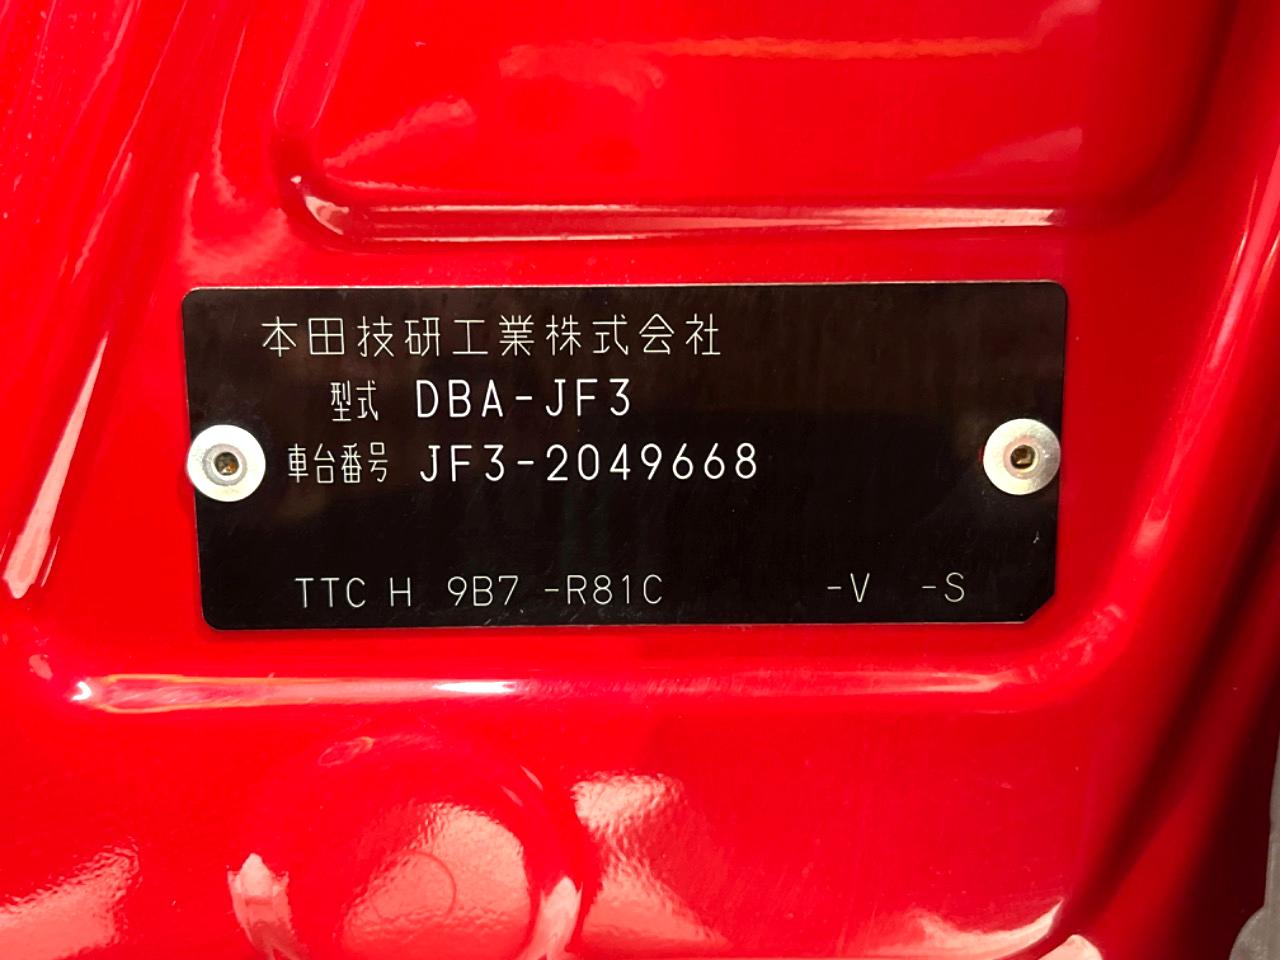 本田技研工業株式会社
型式 DBA-JF3
車台番号 JF3-2049668
TTC H 9B7 -R81C -V -S